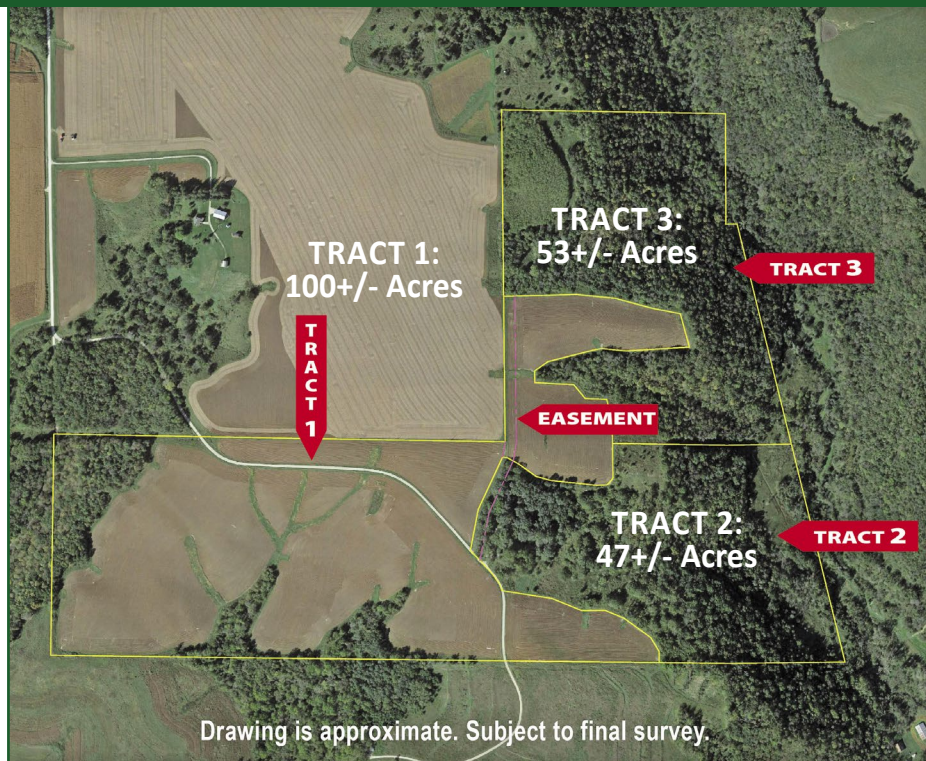 TRACT 3:
53+/- Acres
TRACT 1:
100+/- Acres
TRACT 3
TRACT 1
EASEMENT
TRACT 2:
47+/- Acres
TRACT 2
Drawing is approximate. Subject to final survey.